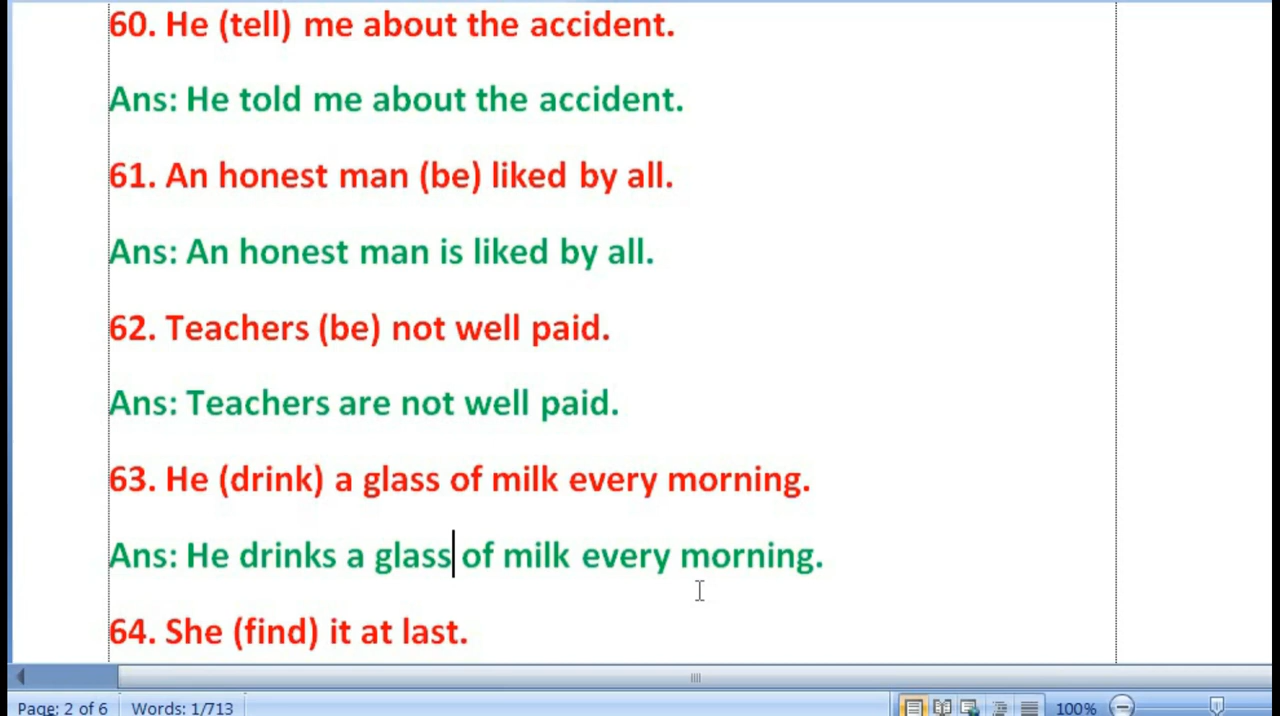 60. He (tell) me about the accident.
Ans: He told me about the accident.
61. An honest man (be) liked by all.
Ans: An honest man is liked by all.
62. Teachers (be) not well paid.
Ans: Teachers are not well paid.
63. He (drink) a glass of milk every morning.
Ans: He drinks a glass of milk every morning.
64. She (find) it at last.
Page: 2 of 6 Words: 1/713 100%